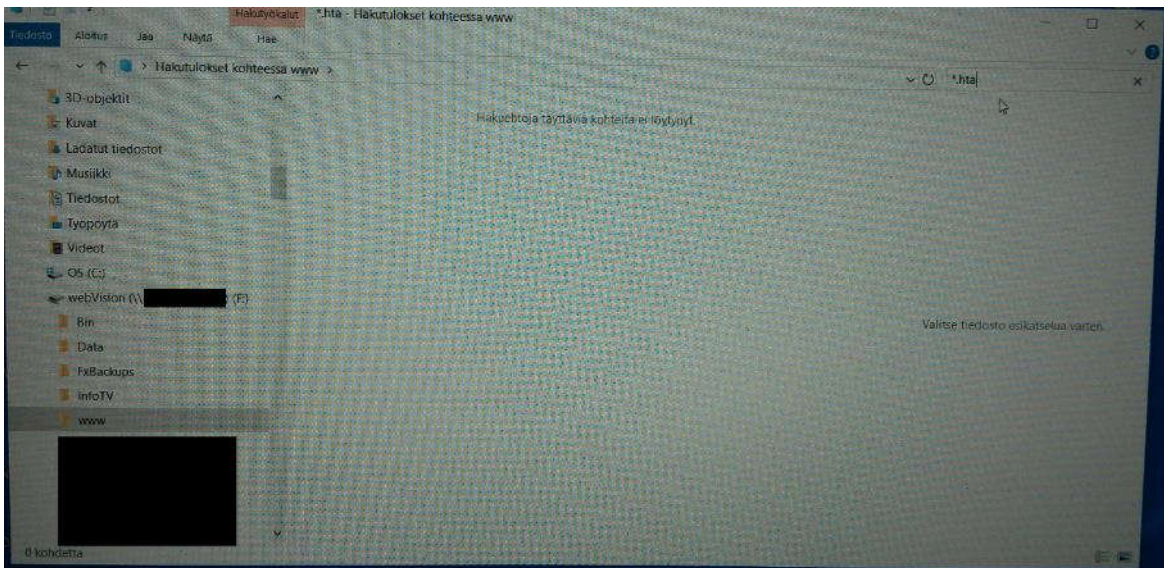 Hakutyökalut *.hta - Hakutulokset kohteessa www
Tiedosto Aloitus Jaa Näytä Hae
> Hakutulokset kohteessa www >
*.hta
3D-objektit
Kuvat
Ladatut tiedostot
Musiikki
Tiedostot
Työpöytä
Videot
OS (C:)
webVision (\\ ) (F:)
Bin
Data
FxBackups
InfoTV
www
Hakuehtoja täyttäviä kohteita ei löytynyt.
Valitse tiedosto esikatselua varten.
0 kohdetta